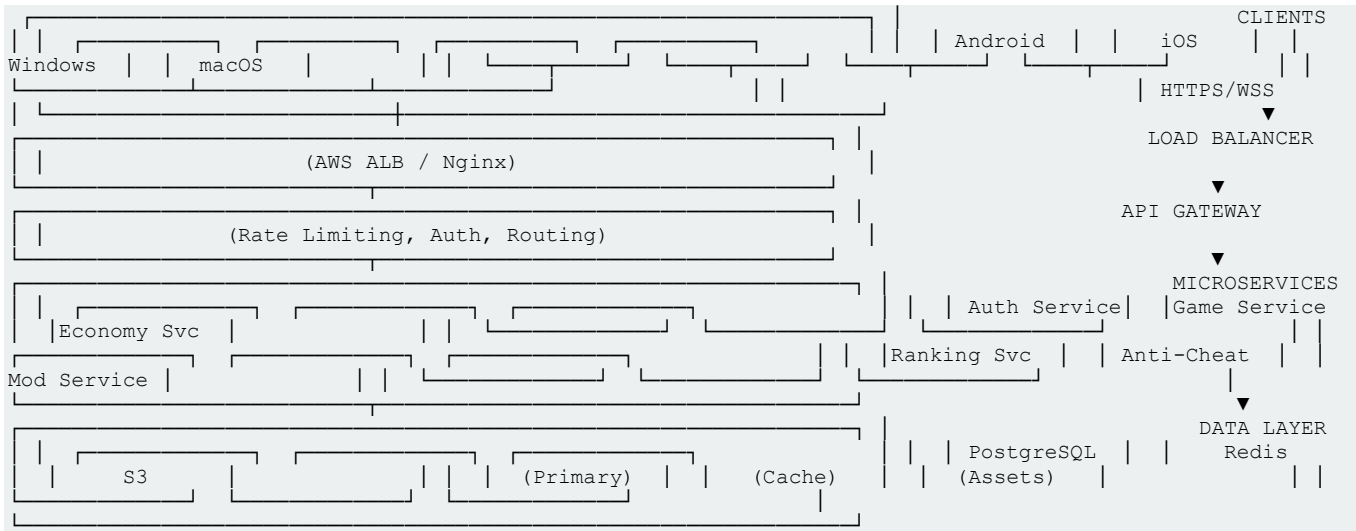 CLIENTS
Android iOS
Windows macOS
HTTPS/WSS
▼
LOAD BALANCER
(AWS ALB / Nginx)
▼
API GATEWAY
(Rate Limiting, Auth, Routing)
▼
MICROSERVICES
Auth Service Game Service
Economy Svc
Ranking Svc Anti-Cheat
Mod Service
▼
DATA LAYER
PostgreSQL Redis
S3 (Primary) (Cache) (Assets)